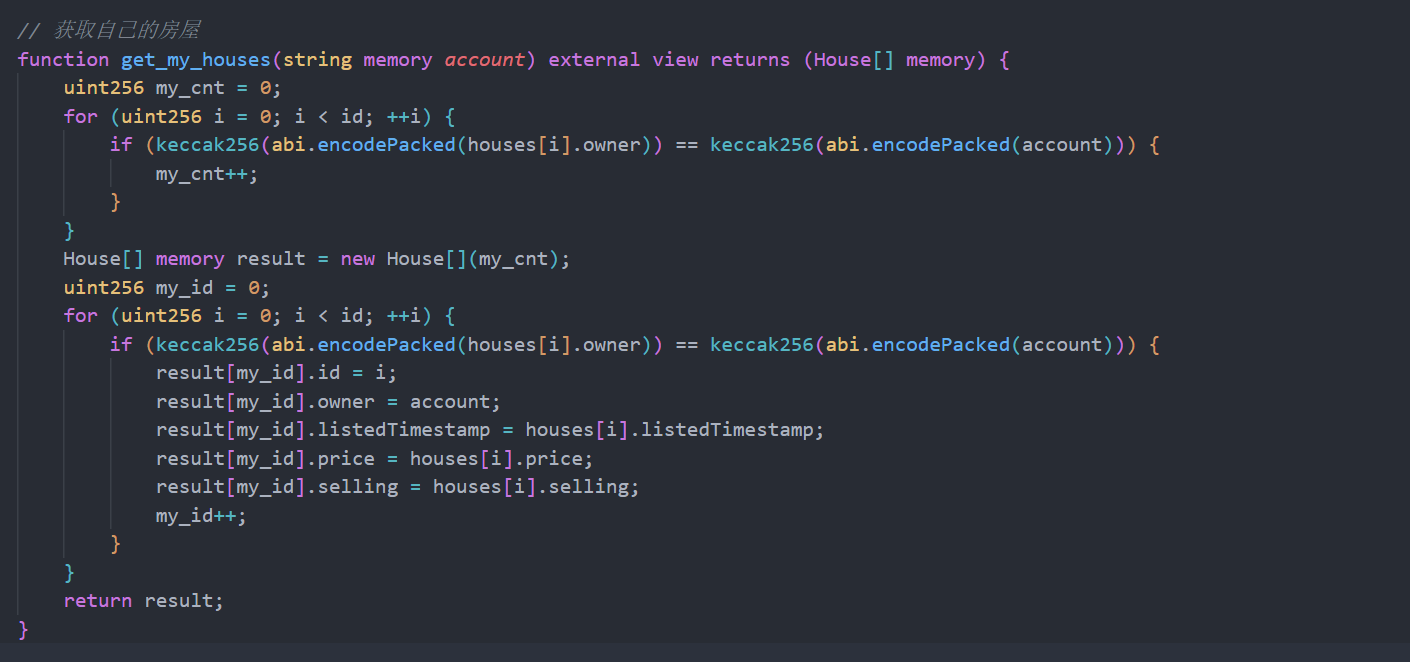 // 获取自己的房屋
function get_my_houses(string memory account) external view returns (House[] memory) {
    uint256 my_cnt = 0;
    for (uint256 i = 0; i < id; ++i) {
        if (keccak256(abi.encodePacked(houses[i].owner)) == keccak256(abi.encodePacked(account))) {
            my_cnt++;
        }
    }
    House[] memory result = new House[](my_cnt);
    uint256 my_id = 0;
    for (uint256 i = 0; i < id; ++i) {
        if (keccak256(abi.encodePacked(houses[i].owner)) == keccak256(abi.encodePacked(account))) {
            result[my_id].id = i;
            result[my_id].owner = account;
            result[my_id].listedTimestamp = houses[i].listedTimestamp;
            result[my_id].price = houses[i].price;
            result[my_id].selling = houses[i].selling;
            my_id++;
        }
    }
    return result;
}